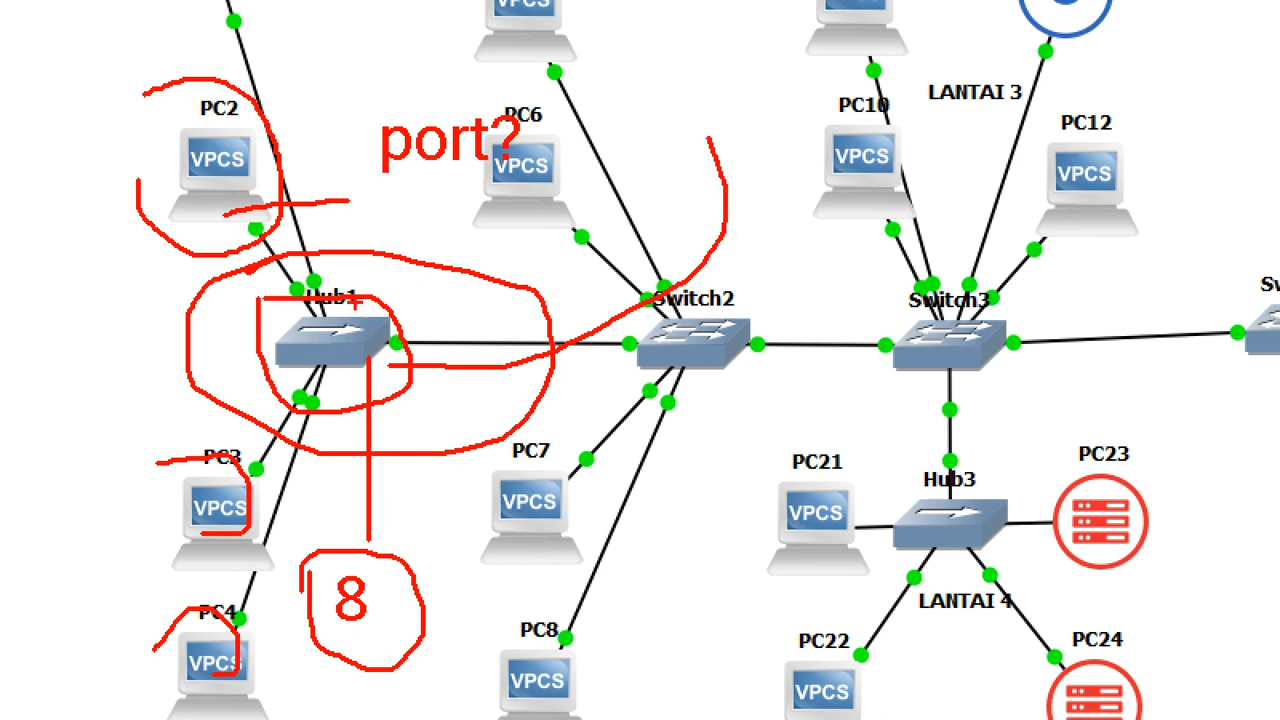 VPCS
PC2
VPCS
port?
PC6
VPCS
VPCS
PC10
VPCS
LANTAI 3
PC12
VPCS
Hub1
Switch2
Switch3
Sw
PC3
VPCS
PC7
VPCS
PC21
VPCS
Hub3
PC23
LANTAI 4
PC4
VPCS
8
PC8
VPCS
PC22
VPCS
PC24